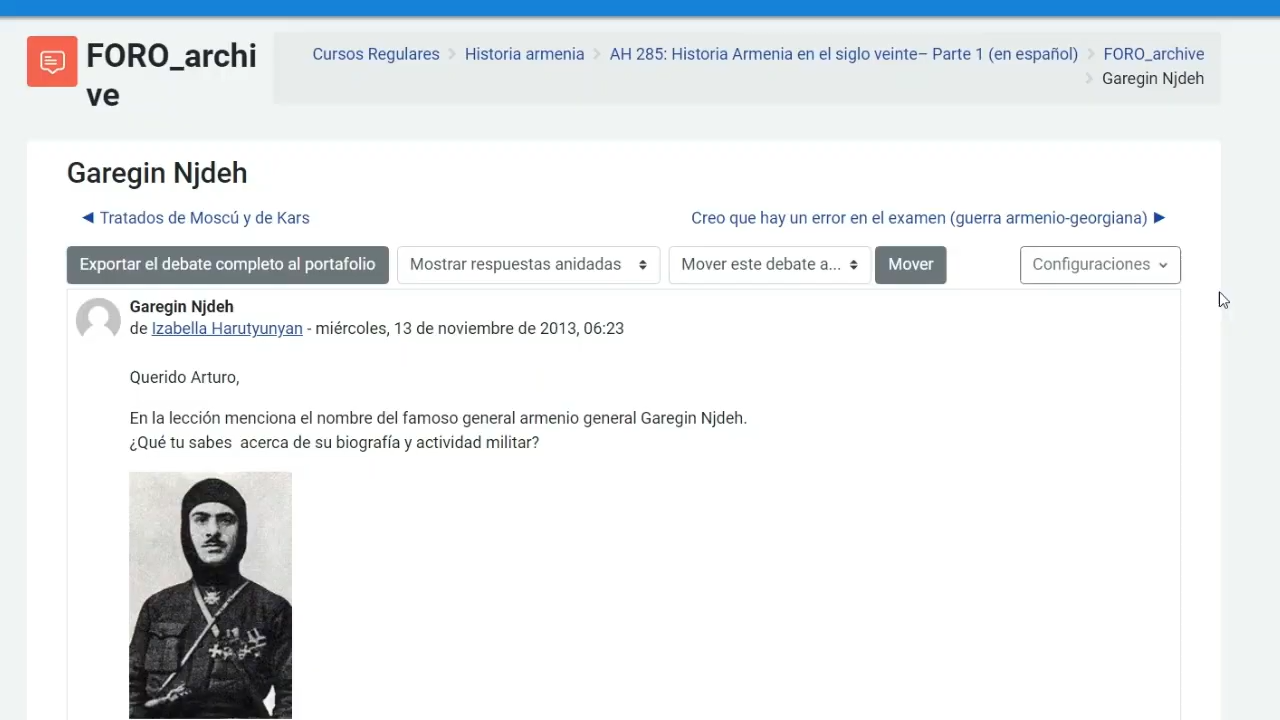 FORO_archi
ve
Cursos Regulares
Historia armenia
AH 285: Historia Armenia en el siglo veinte– Parte 1 (en español)
FORO_archive
Garegin Njdeh
Garegin Njdeh
◀ Tratados de Moscú y de Kars
Creo que hay un error en el examen (guerra armenio-georgiana) ▶
Exportar el debate completo al portafolio
Mostrar respuestas anidadas
Mover este debate a...
Mover
Configuraciones
Garegin Njdeh
de Izabella Harutyunyan - miércoles, 13 de noviembre de 2013, 06:23
Querido Arturo,
En la lección menciona el nombre del famoso general armenio general Garegin Njdeh.
¿Qué tu sabes  acerca de su biografía y actividad militar?